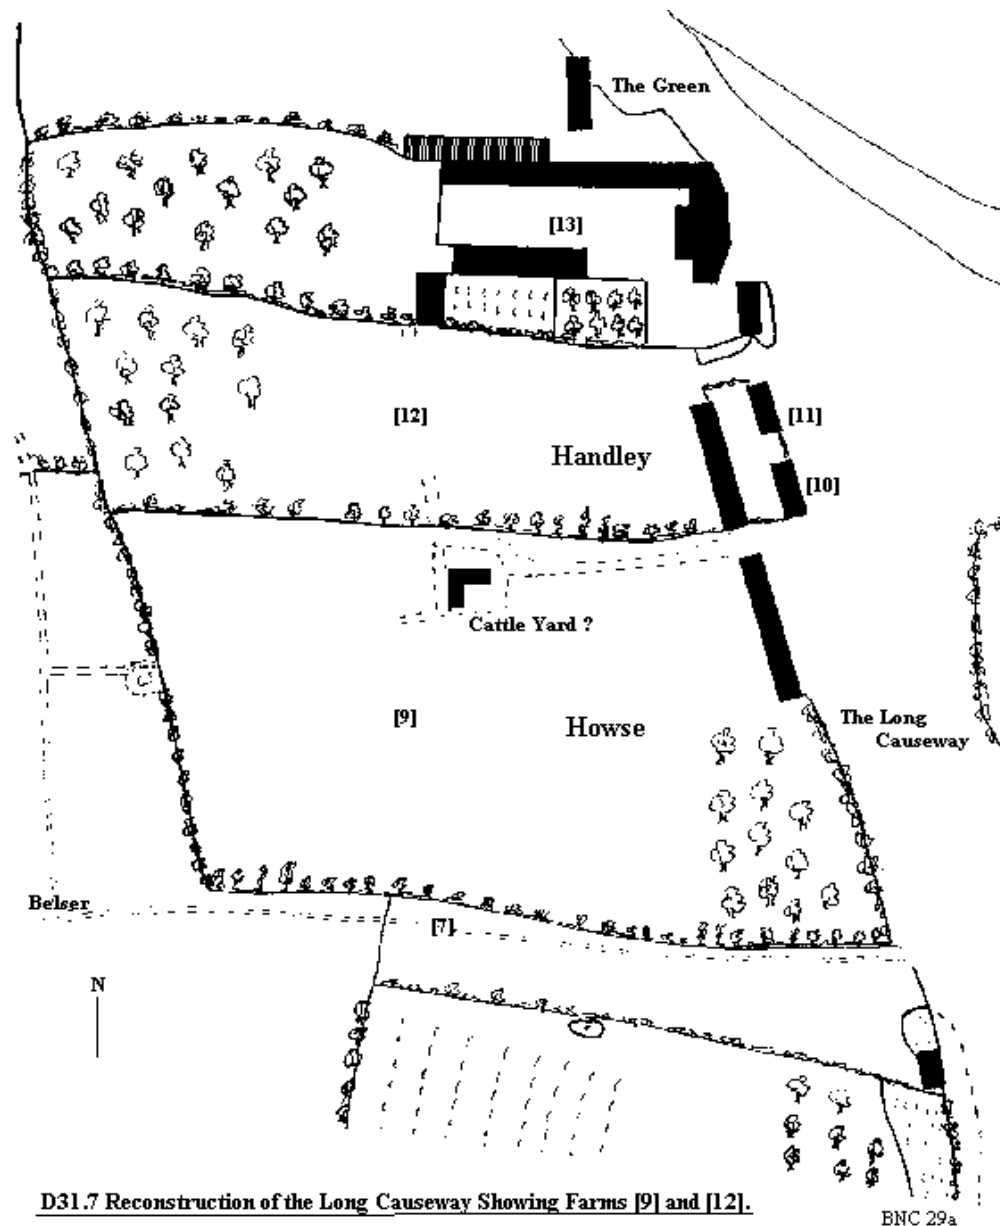 The Green
[13]
[12]
[11]
Handley
[10]
Cattle Yard ?
[9]
Howse
The Long
Causeway
Belser
[7]
N
D31.7 Reconstruction of the Long Causeway Showing Farms [9] and [12].
BNC 29a